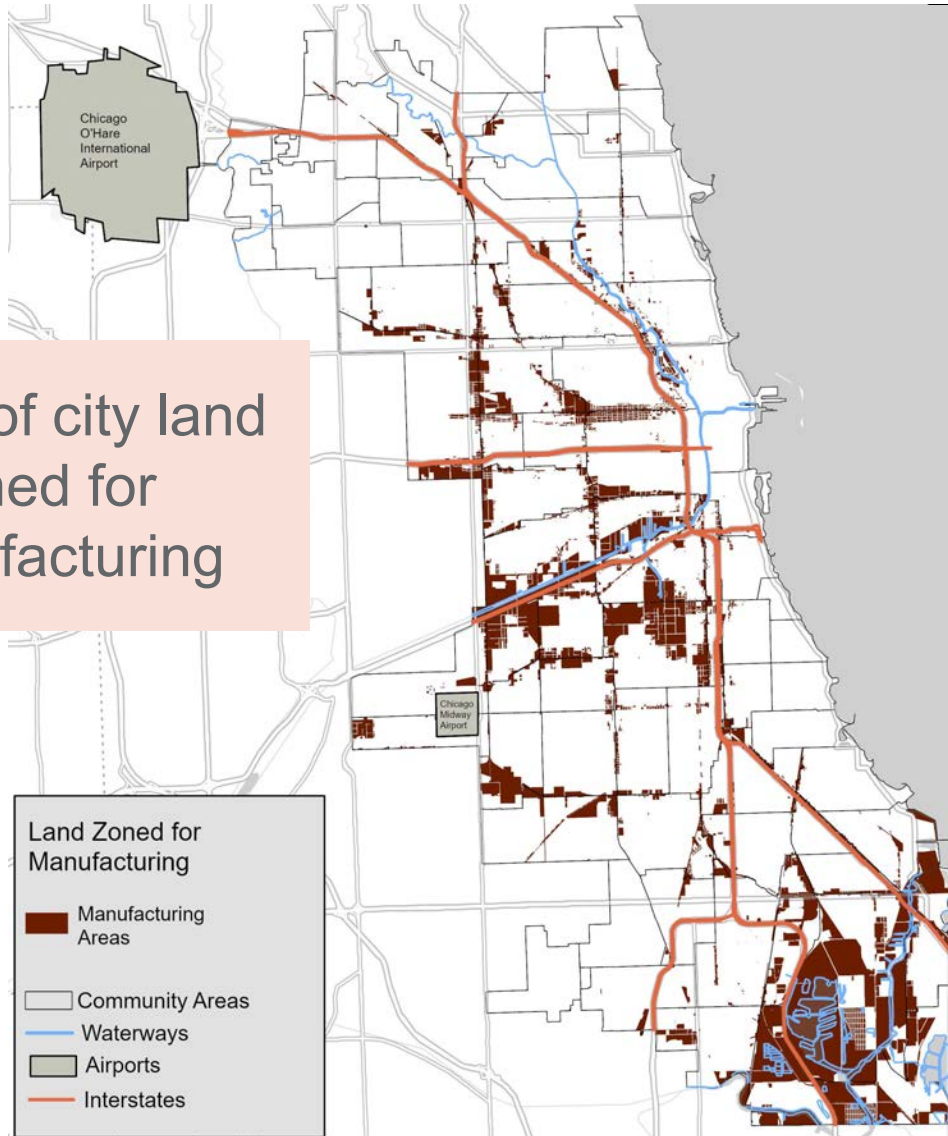 Chicago
O'Hare
International
Airport
of city land
ned for
ufacturing
Chicago
Midway
Airport
Land Zoned for
Manufacturing
Manufacturing
Areas
Community Areas
Waterways
Airports
Interstates